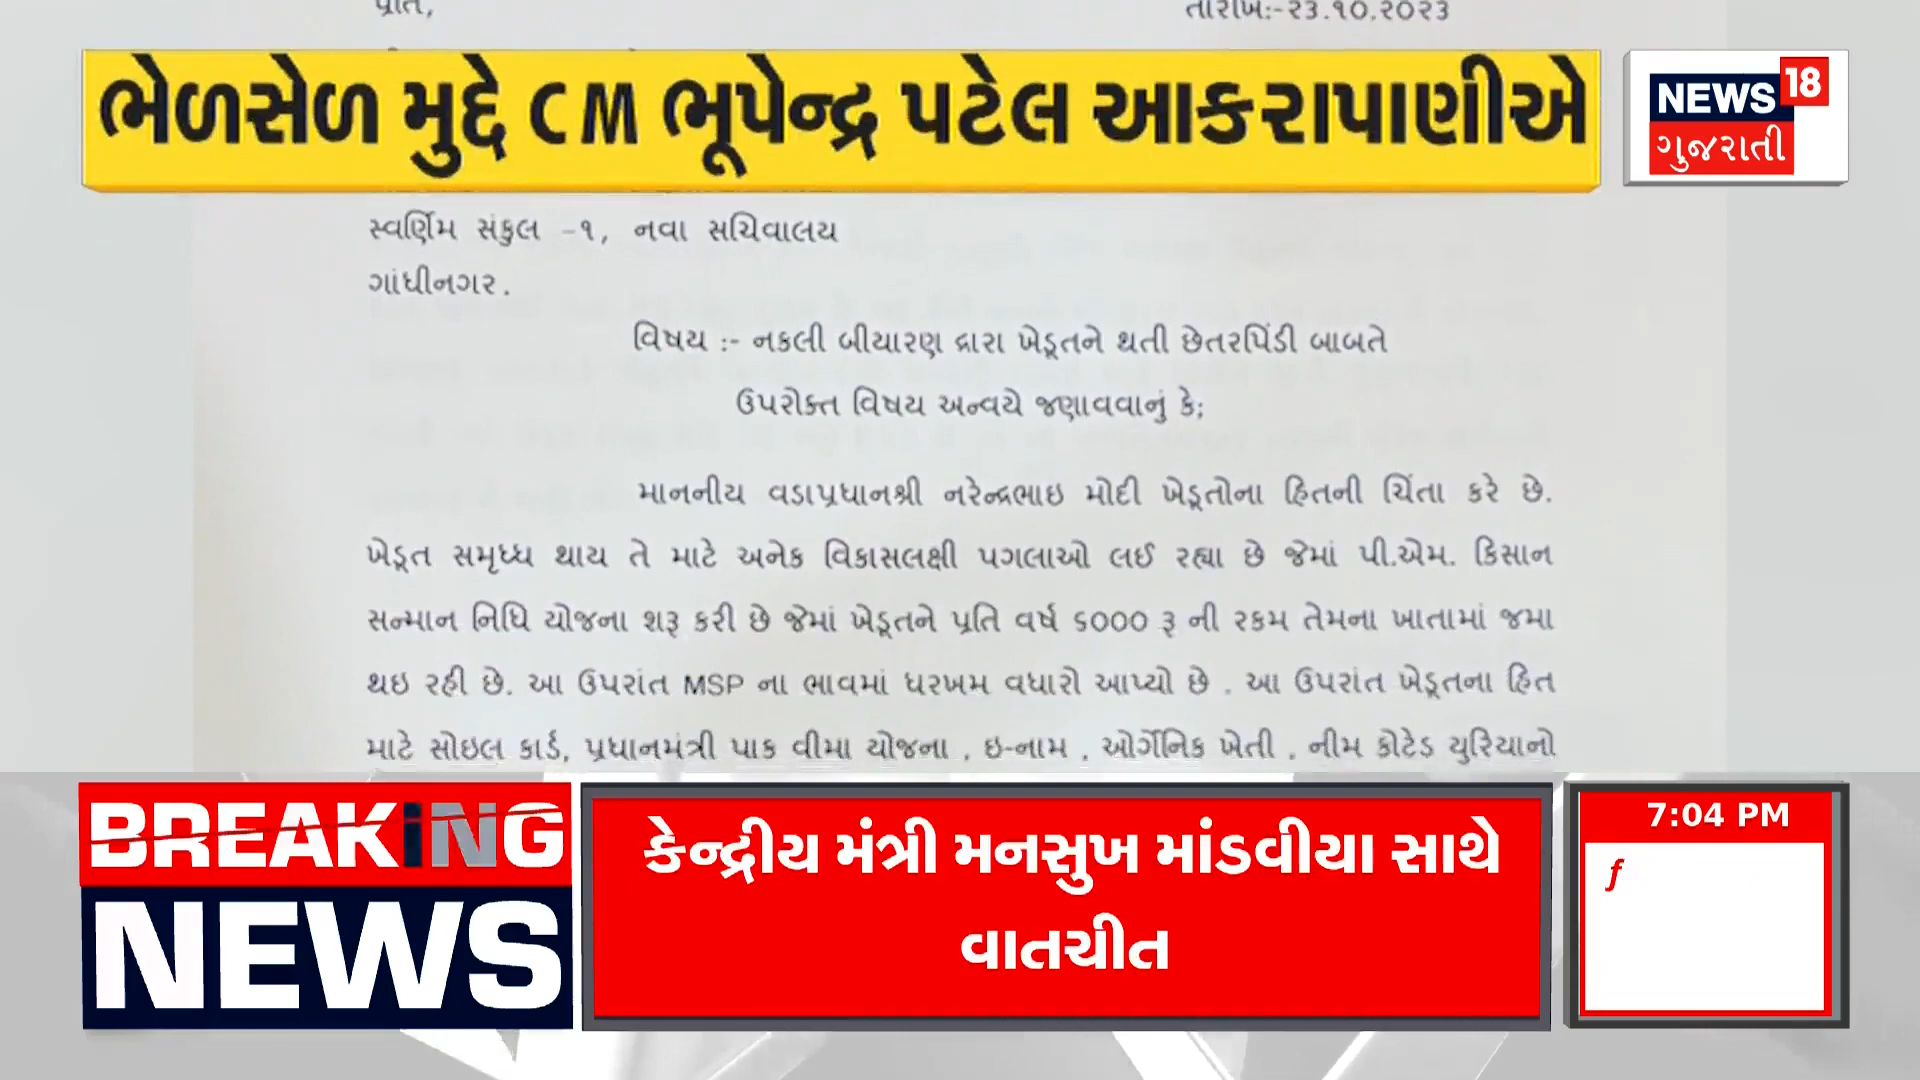 પ્રતિ,
તારીખ:-૨૩.૧૦.૨૦૨૩
ભેળસેળ મુદ્દે CM ભૂપેન્દ્ર પટેલ આકરાપાણીએ
NEWS 18
ગુજરાતી
સ્વર્ણિમ સંકુલ -૧, નવા સચિવાલય
ગાંધીનગર.
વિષય :- નકલી બીયારણ દ્વારા ખેડૂતને થતી છેતરપિંડી બાબતે
ઉપરોક્ત વિષય અન્વયે જણાવવાનું કે;
માનનીય વડાપ્રધાનશ્રી નરેન્દ્રભાઇ મોદી ખેડૂતોના હિતની ચિંતા કરે છે.
ખેડૂત સમૃધ્ધ થાય તે માટે અનેક વિકાસલક્ષી પગલાઓ લઈ રહ્યા છે જેમાં પી.એમ. કિસાન
સન્માન નિધિ યોજના શરૂ કરી છે જેમાં ખેડૂતને પ્રતિ વર્ષ ૬૦૦૦ રૂ ની રકમ તેમના ખાતામાં જમા
થઇ રહી છે. આ ઉપરાંત MSP ના ભાવમાં ધરખમ વધારો આપ્યો છે . આ ઉપરાંત ખેડૂતના હિત
માટે સોઇલ કાર્ડ, પ્રધાનમંત્રી પાક વીમા યોજના , ઇ-નામ , ઓર્ગેનિક ખેતી , નીમ કોટેડ યુરિયાનો
BREAKING
NEWS
કેન્દ્રીય મંત્રી મનસુખ માંડવીયા સાથે
વાતચીત
7:04 PM
f